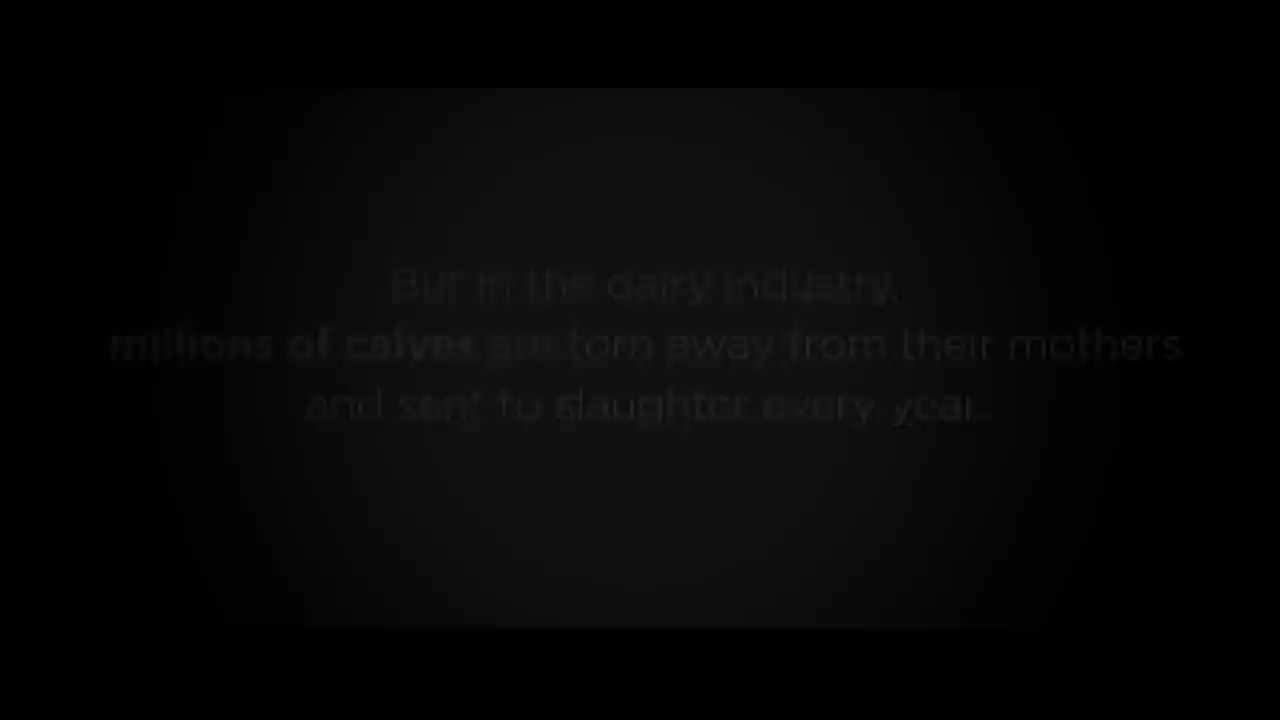 But in the dairy industry,
millions of calves are torn away from their mothers
and sent to slaughter every year.